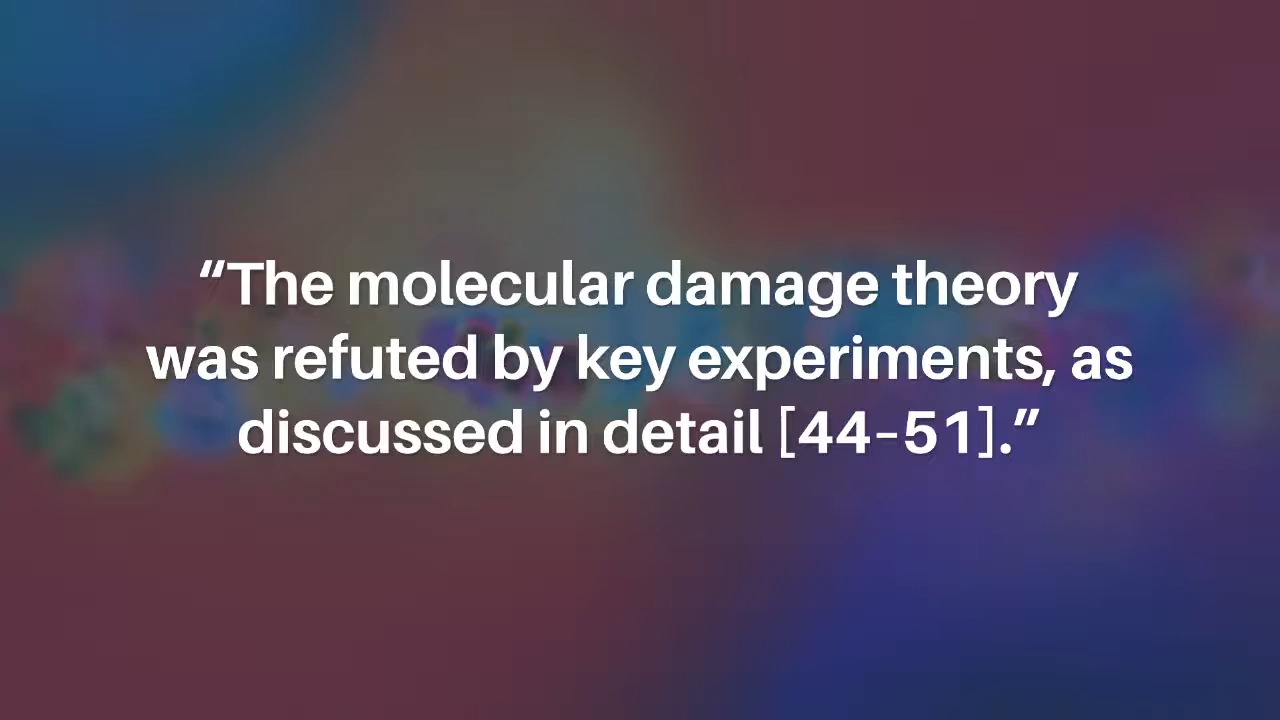 “The molecular damage theory
was refuted by key experiments, as
discussed in detail [44–51].”